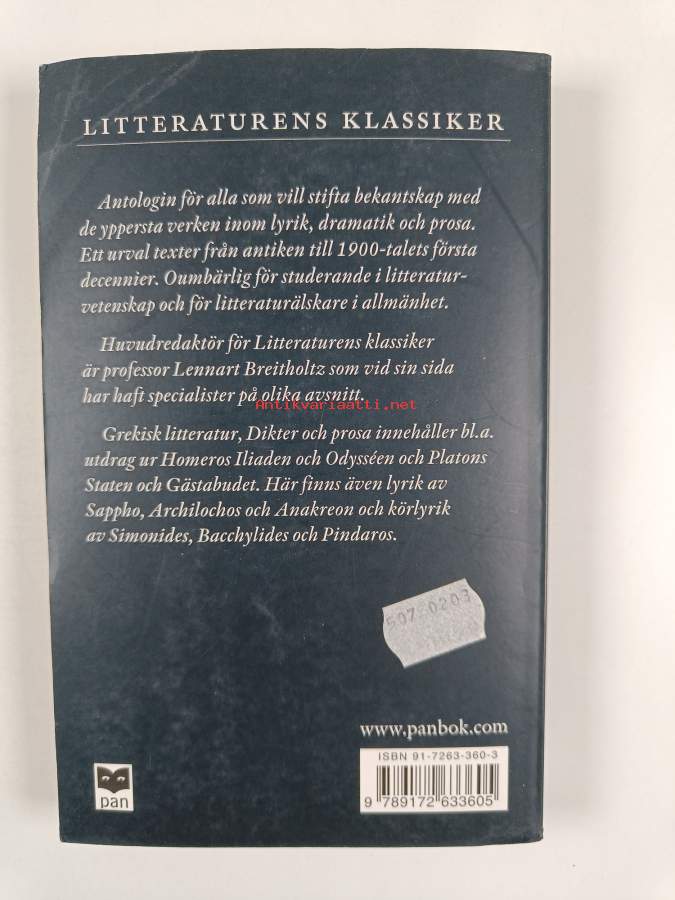 LITTERATURENS KLASSIKER
Antologin för alla som vill stifta bekantskap med
de yppersta verken inom lyrik, dramatik och prosa.
Ett urval texter från antiken till 1900-talets första
decennier. Oumbärlig för studerande i litteratur-
vetenskap och för litteraturälskare i allmänhet.
Huvudredaktör för Litteraturens klassiker
är professor Lennart Breitholtz som vid sin sida
har haft specialister på olika avsnitt.
Antikvariaatti.net
Grekisk litteratur, Dikter och prosa innehåller bl.a.
utdrag ur Homeros Iliaden och Odysséen och Platons
Staten och Gästabudet. Här finns även lyrik av
Sappho, Archilochos och Anakreon och körlyrik
av Simonides, Bacchylides och Pindaros.
507.0203
www.panbok.com
ISBN 91-7263-360-3
9 789172 633605
pan